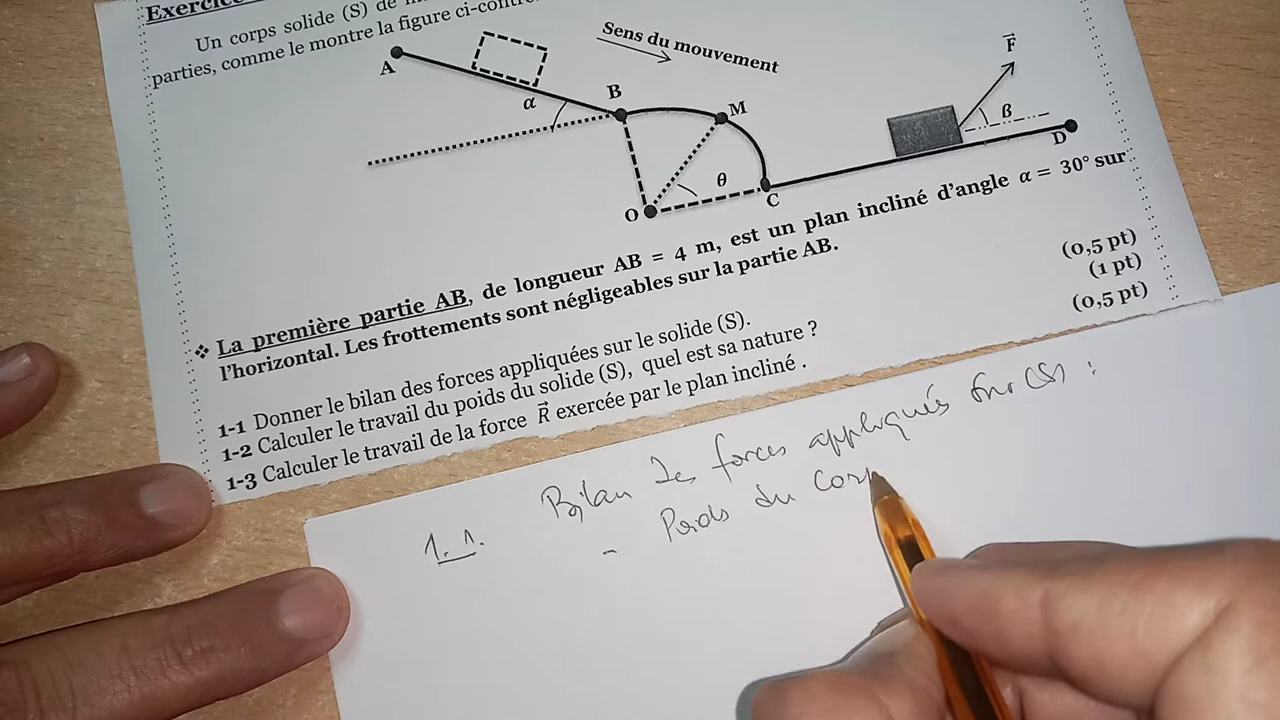 Exercice
Un corps solide (S) de
parties, comme le montre la figure ci-contre
Sens du mouvement
A
α
B
M
θ
O
C
F⃗
β
D
❖ La première partie AB, de longueur AB = 4 m, est un plan incliné d'angle α = 30° sur
l'horizontal. Les frottements sont négligeables sur la partie AB.
1-1 Donner le bilan des forces appliquées sur le solide (S). (0,5 pt)
1-2 Calculer le travail du poids du solide (S), quel est sa nature ? (1 pt)
1-3 Calculer le travail de la force R⃗ exercée par le plan incliné . (0,5 pt)
1.1. Bilan des forces appliqués sur (S) :
- Poids du Corp